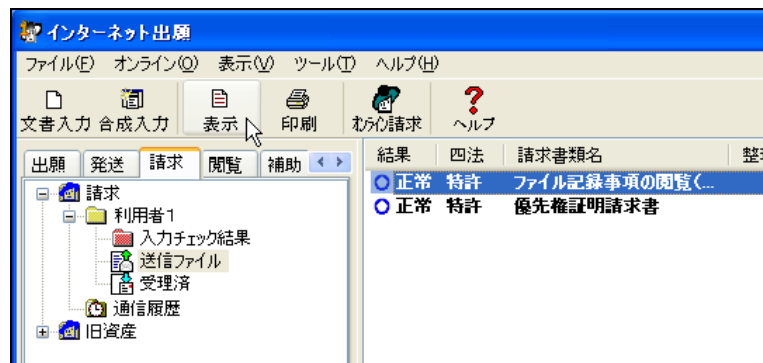 インターネット出願
ファイル(F) オンライン(O) 表示(V) ツール(T) ヘルプ(H)
文書入力 合成入力 表示 印刷 オンライン請求 ヘルプ
出願 発送 請求 閲覧 補助
結果 四法 請求書類名
請求
利用者1
入力チェック結果
送信ファイル
受理済
通信履歴
旧資産
正常 特許 ファイル記録事項の閲覧(...
正常 特許 優先権証明請求書